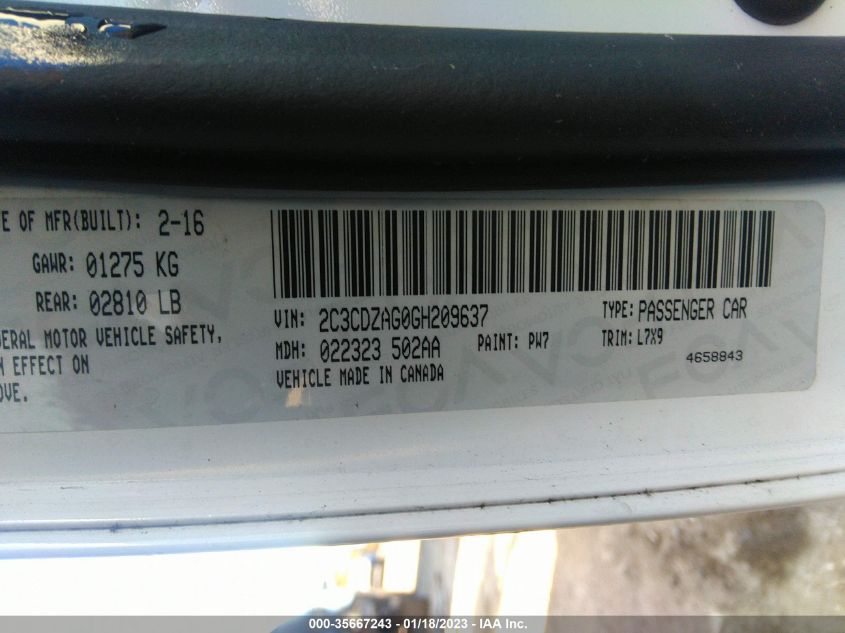 E OF MFR(BUILT): 2-16
GAWR: 01275 KG
REAR: 02810 LB
DERAL MOTOR VEHICLE SAFETY,
N EFFECT ON
OVE.
VIN: 2C3CDZAG0GH209637
TYPE: PASSENGER CAR
MDH: 022323 502AA
PAINT: PW7
TRIM: L7X9
VEHICLE MADE IN CANADA
4658843
000-35667243 - 01/18/2023 - IAA Inc.